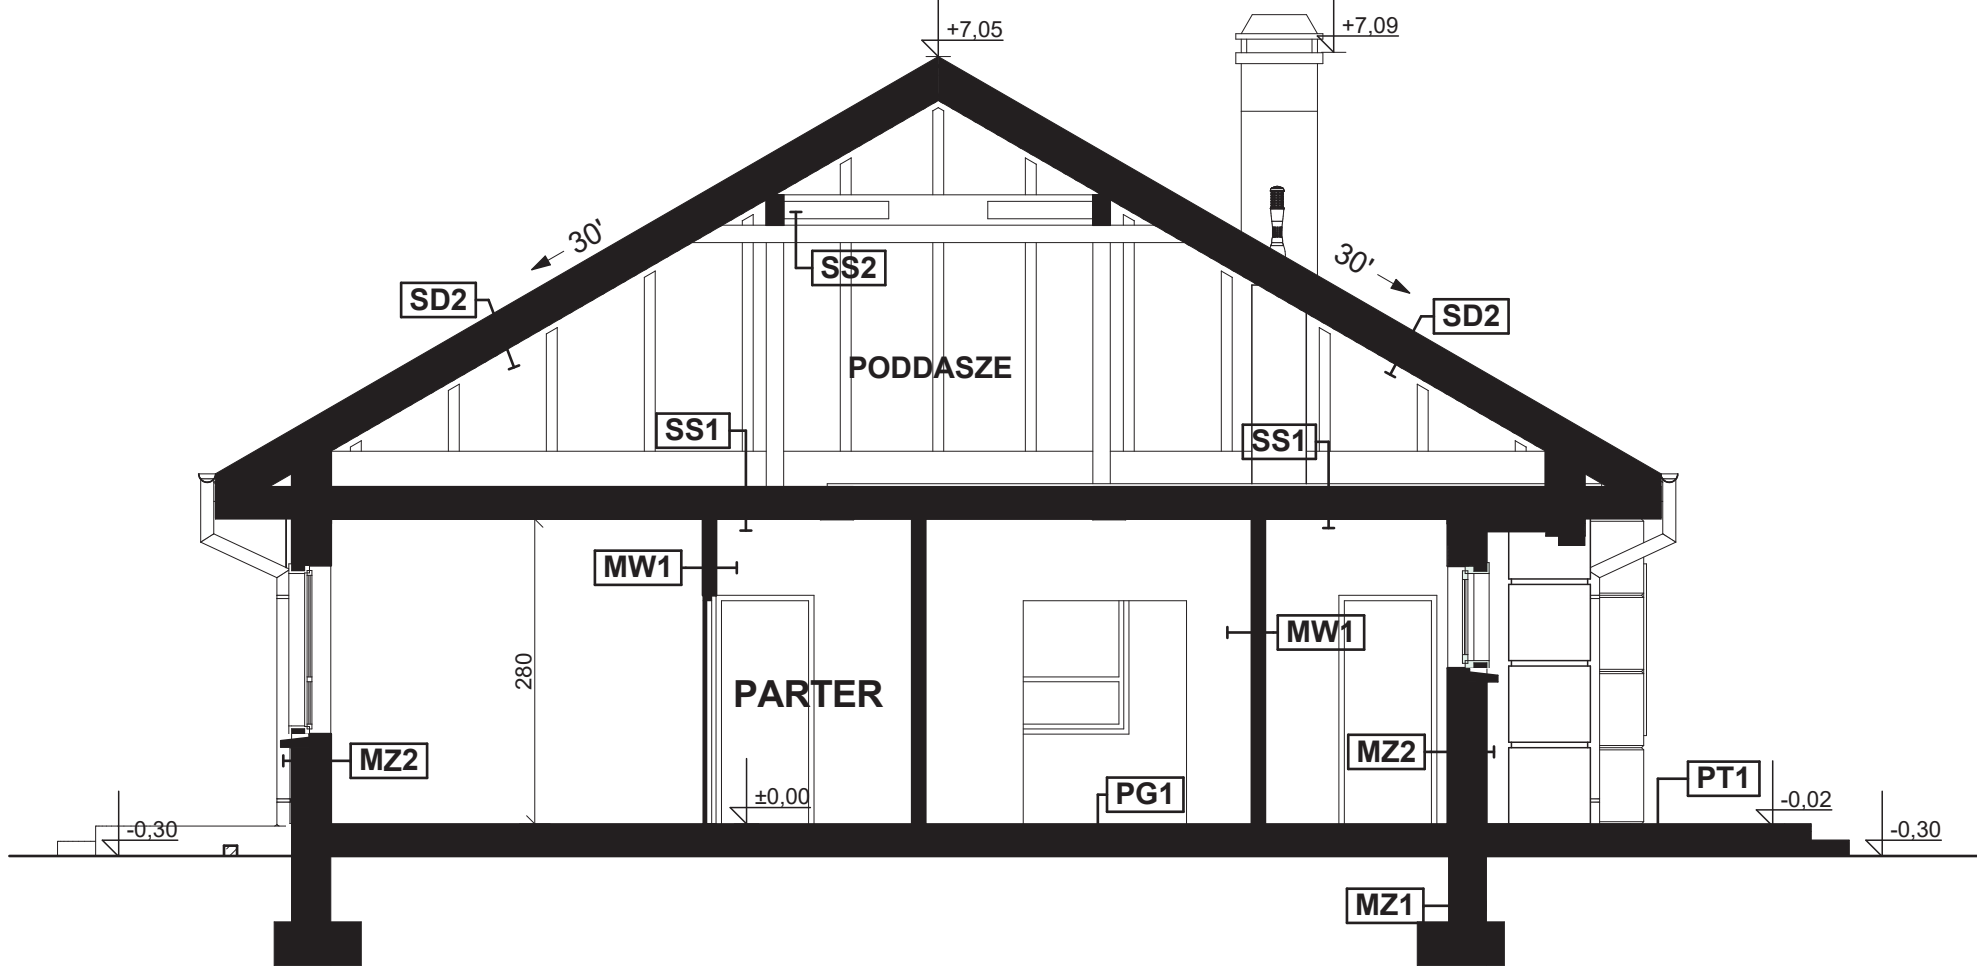 +7,05
+7,09
30'
30'
SS2
SD2
SD2
PODDASZE
SS1
SS1
MW1
MW1
280
PARTER
MZ2
MZ2
PG1
PT1
±0,00
-0,02
-0,30
-0,30
MZ1